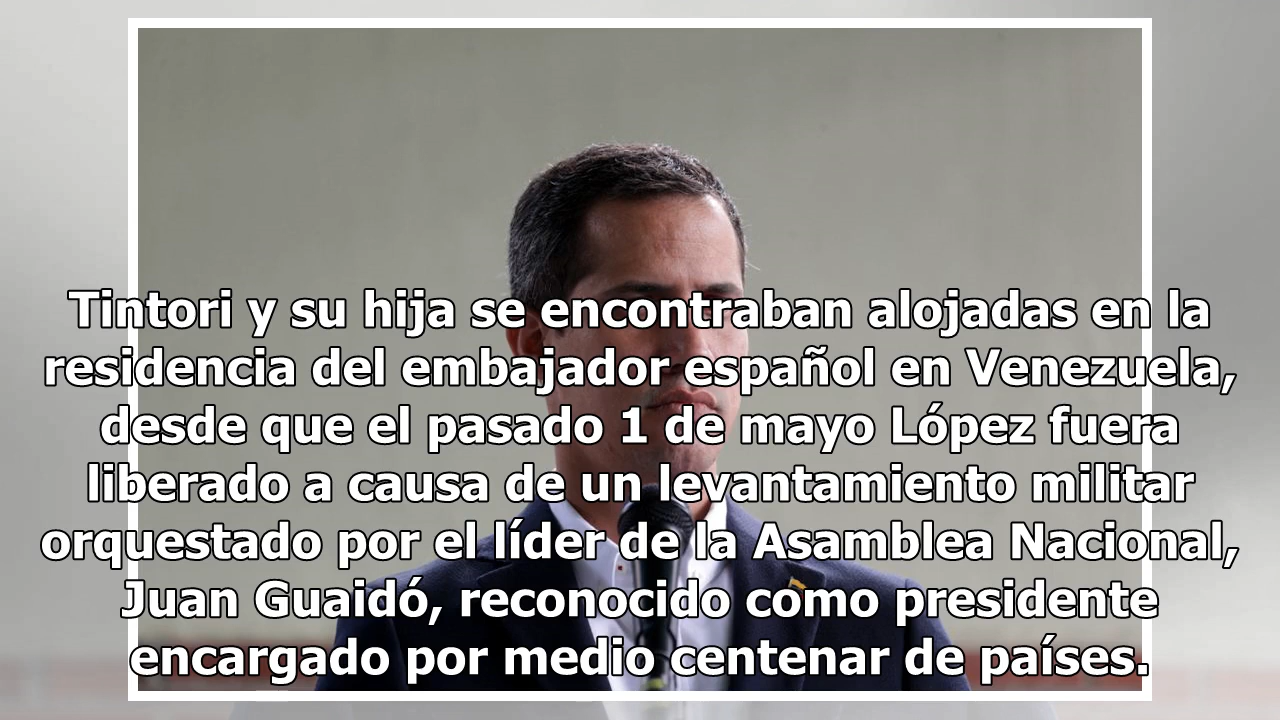 Tintori y su hija se encontraban alojadas en la
residencia del embajador español en Venezuela,
desde que el pasado 1 de mayo López fuera
liberado a causa de un levantamiento militar
orquestado por el líder de la Asamblea Nacional,
Juan Guaidó, reconocido como presidente
encargado por medio centenar de países.